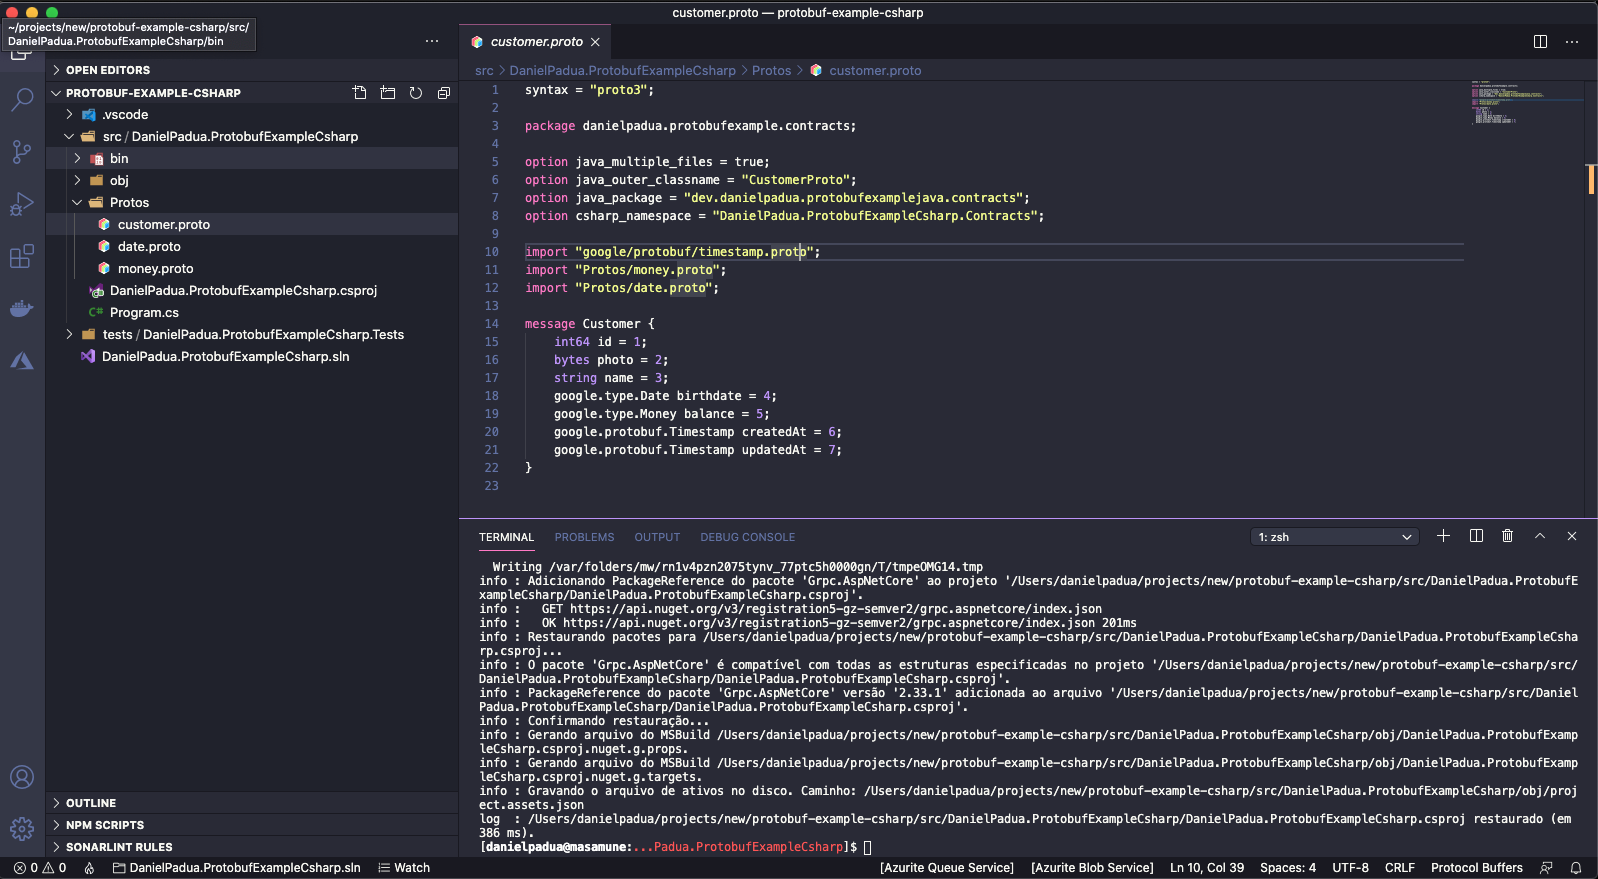 customer.proto — protobuf-example-csharp
~/projects/new/protobuf-example-csharp/src/
DanielPadua.ProtobufExampleCsharp/bin
OPEN EDITORS
PROTOBUF-EXAMPLE-CSHARP
.vscode
src / DanielPadua.ProtobufExampleCsharp
bin
obj
Protos
customer.proto
date.proto
money.proto
DanielPadua.ProtobufExampleCsharp.csproj
C# Program.cs
tests / DanielPadua.ProtobufExampleCsharp.Tests
DanielPadua.ProtobufExampleCsharp.sln
OUTLINE
NPM SCRIPTS
SONARLINT RULES
customer.proto
src > DanielPadua.ProtobufExampleCsharp > Protos > customer.proto
1 syntax = "proto3";
2
3 package danielpadua.protobufexample.contracts;
4
5 option java_multiple_files = true;
6 option java_outer_classname = "CustomerProto";
7 option java_package = "dev.danielpadua.protobufexamplejava.contracts";
8 option csharp_namespace = "DanielPadua.ProtobufExampleCsharp.Contracts";
9
10 import "google/protobuf/timestamp.proto";
11 import "Protos/money.proto";
12 import "Protos/date.proto";
13
14 message Customer {
15 int64 id = 1;
16 bytes photo = 2;
17 string name = 3;
18 google.type.Date birthdate = 4;
19 google.type.Money balance = 5;
20 google.protobuf.Timestamp createdAt = 6;
21 google.protobuf.Timestamp updatedAt = 7;
22 }
23
TERMINAL PROBLEMS OUTPUT DEBUG CONSOLE 1: zsh
Writing /var/folders/mw/rn1v4pzn2075tynv_77ptc5h0000gn/T/tmpeOMG14.tmp
info : Adicionando PackageReference do pacote 'Grpc.AspNetCore' ao projeto '/Users/danielpadua/projects/new/protobuf-example-csharp/src/DanielPadua.ProtobufE
xampleCsharp/DanielPadua.ProtobufExampleCsharp.csproj'.
info :   GET https://api.nuget.org/v3/registration5-gz-semver2/grpc.aspnetcore/index.json
info :   OK https://api.nuget.org/v3/registration5-gz-semver2/grpc.aspnetcore/index.json 201ms
info : Restaurando pacotes para /Users/danielpadua/projects/new/protobuf-example-csharp/src/DanielPadua.ProtobufExampleCsharp/DanielPadua.ProtobufExampleCsha
rp.csproj...
info : O pacote 'Grpc.AspNetCore' é compatível com todas as estruturas especificadas no projeto '/Users/danielpadua/projects/new/protobuf-example-csharp/src/
DanielPadua.ProtobufExampleCsharp/DanielPadua.ProtobufExampleCsharp.csproj'.
info : PackageReference do pacote 'Grpc.AspNetCore' versão '2.33.1' adicionada ao arquivo '/Users/danielpadua/projects/new/protobuf-example-csharp/src/Daniel
Padua.ProtobufExampleCsharp/DanielPadua.ProtobufExampleCsharp.csproj'.
info : Confirmando restauração...
info : Gerando arquivo do MSBuild /Users/danielpadua/projects/new/protobuf-example-csharp/src/DanielPadua.ProtobufExampleCsharp/obj/DanielPadua.ProtobufExamp
leCsharp.csproj.nuget.g.props.
info : Gerando arquivo do MSBuild /Users/danielpadua/projects/new/protobuf-example-csharp/src/DanielPadua.ProtobufExampleCsharp/obj/DanielPadua.ProtobufExamp
leCsharp.csproj.nuget.g.targets.
info : Gravando o arquivo de ativos no disco. Caminho: /Users/danielpadua/projects/new/protobuf-example-csharp/src/DanielPadua.ProtobufExampleCsharp/obj/proj
ect.assets.json
log  : /Users/danielpadua/projects/new/protobuf-example-csharp/src/DanielPadua.ProtobufExampleCsharp/DanielPadua.ProtobufExampleCsharp.csproj restaurado (em
386 ms).
[danielpadua@masamune:...Padua.ProtobufExampleCsharp]$
0 0 DanielPadua.ProtobufExampleCsharp.sln Watch [Azurite Queue Service] [Azurite Blob Service] Ln 10, Col 39 Spaces: 4 UTF-8 CRLF Protocol Buffers